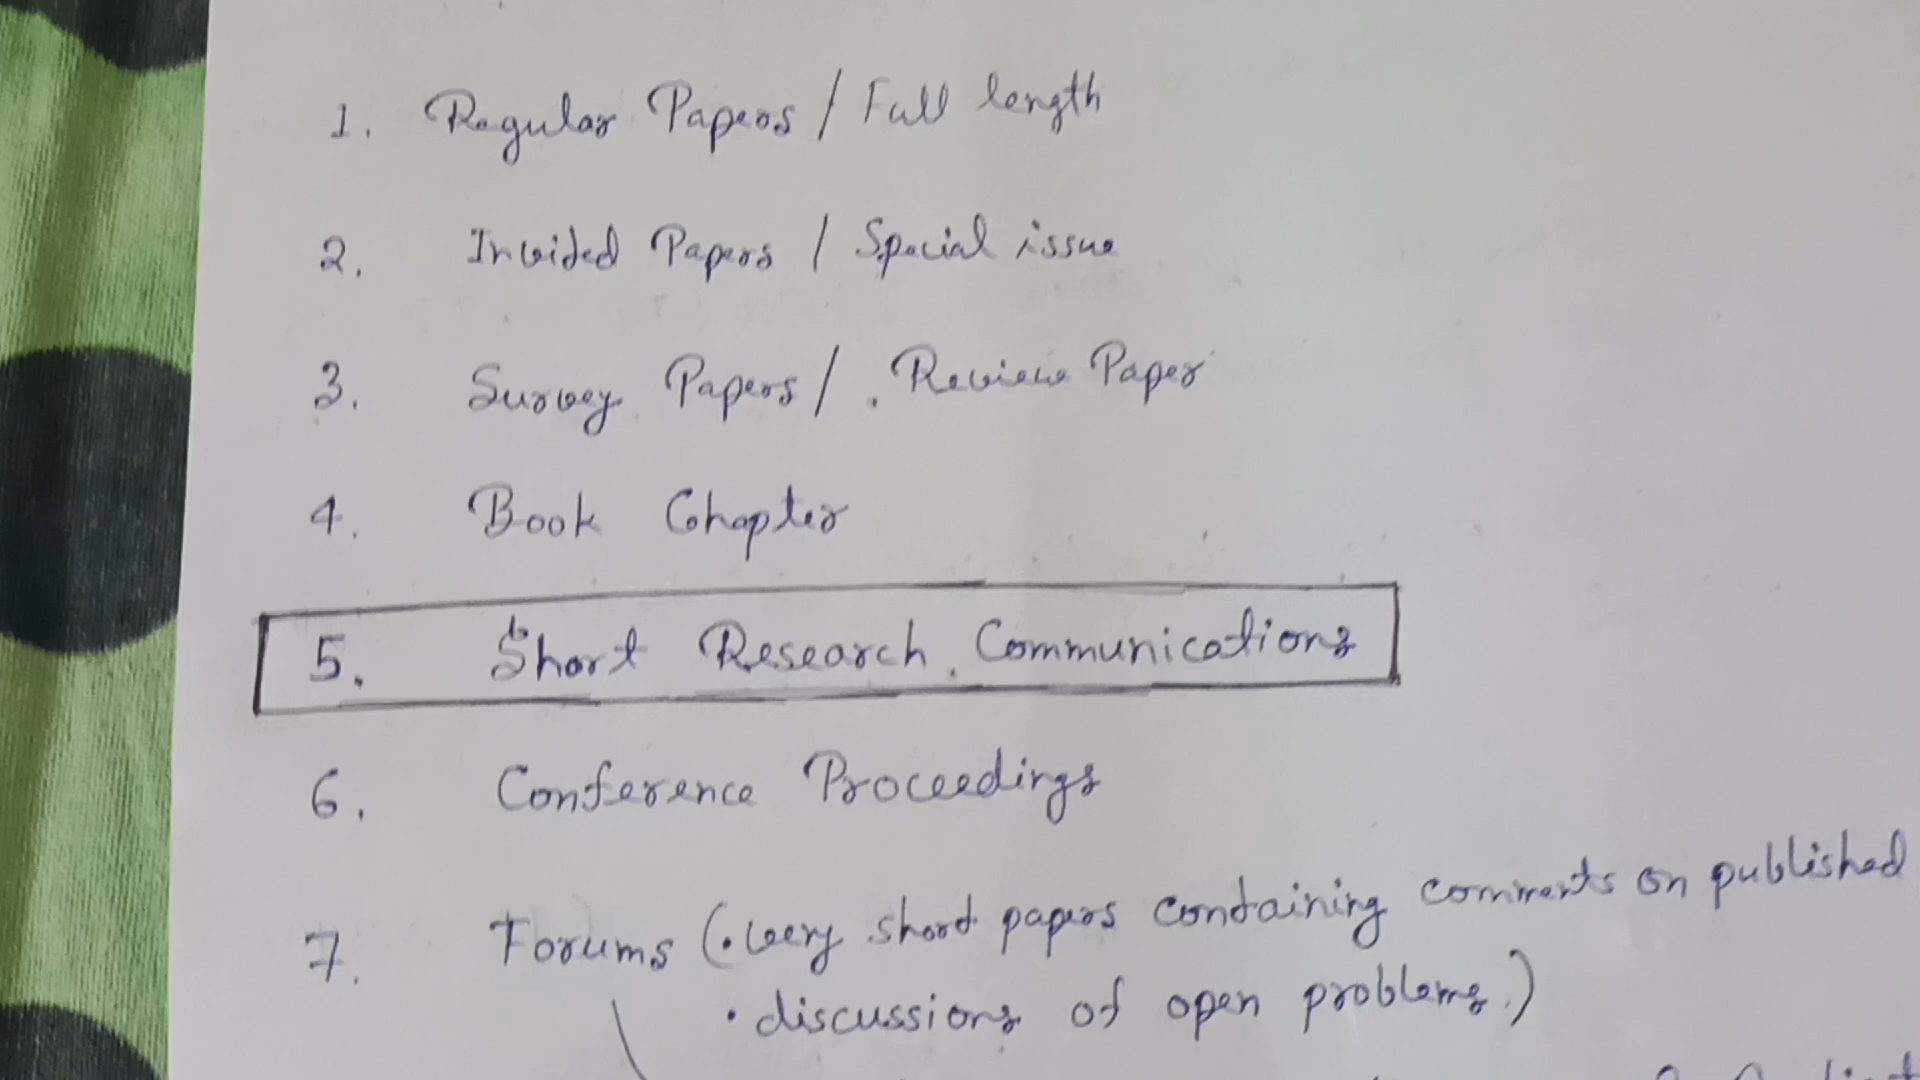 1. Regular Papers / Full length
2. Invided Papers / Special issue
3. Survey Papers / Review Paper
4. Book Chapter
5. Short Research Communications
6. Conference Proceedings
7. Forums (• very short papers containing comments on published
• discussions of open problems.)